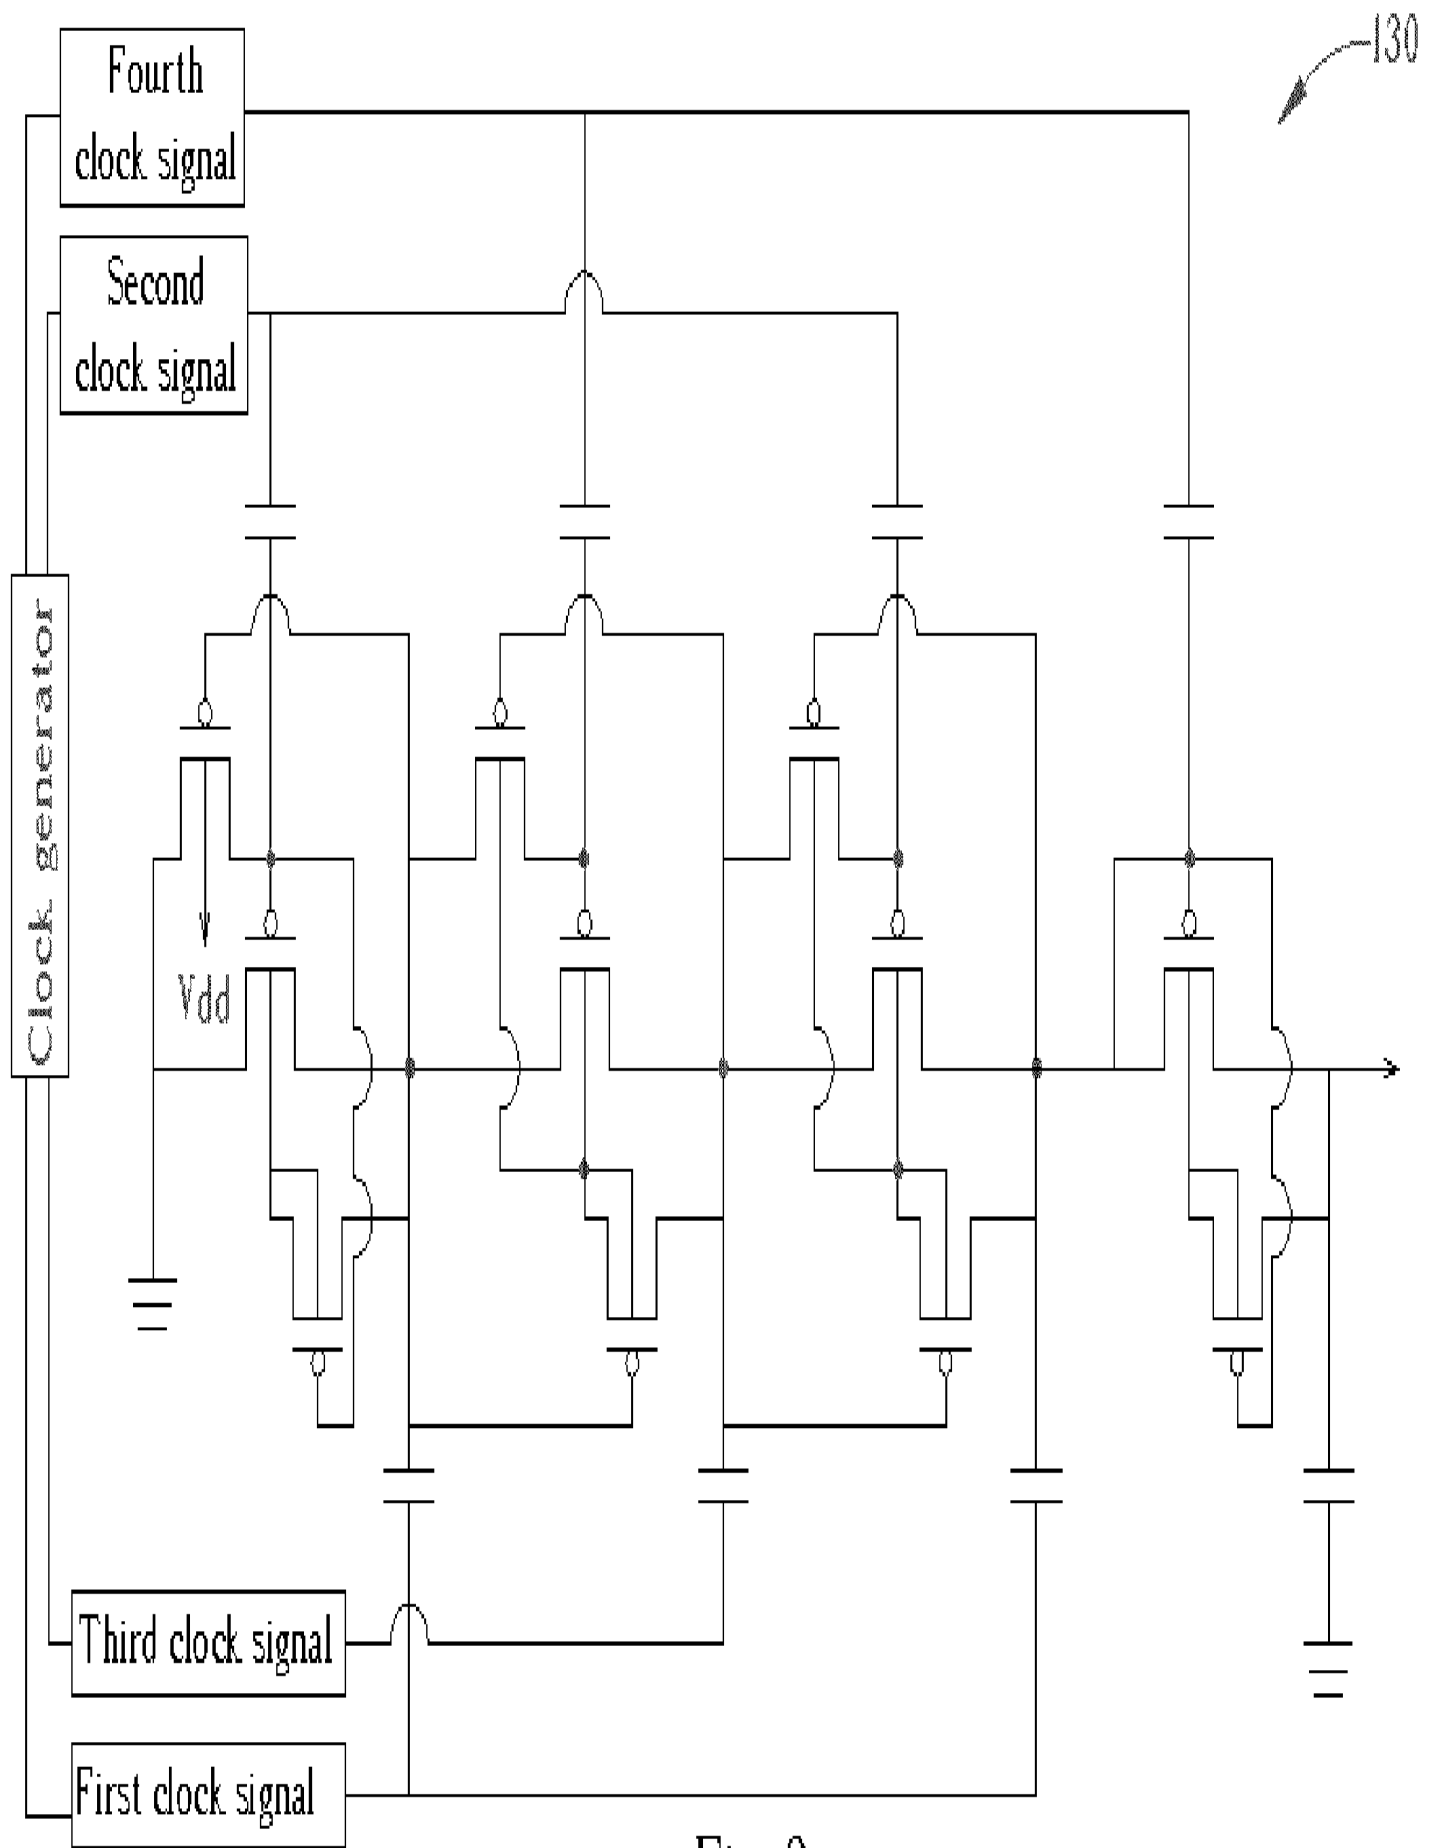 130
Fourth
clock signal
Second
clock signal
Clock generator
Vdd
Third clock signal
First clock signal